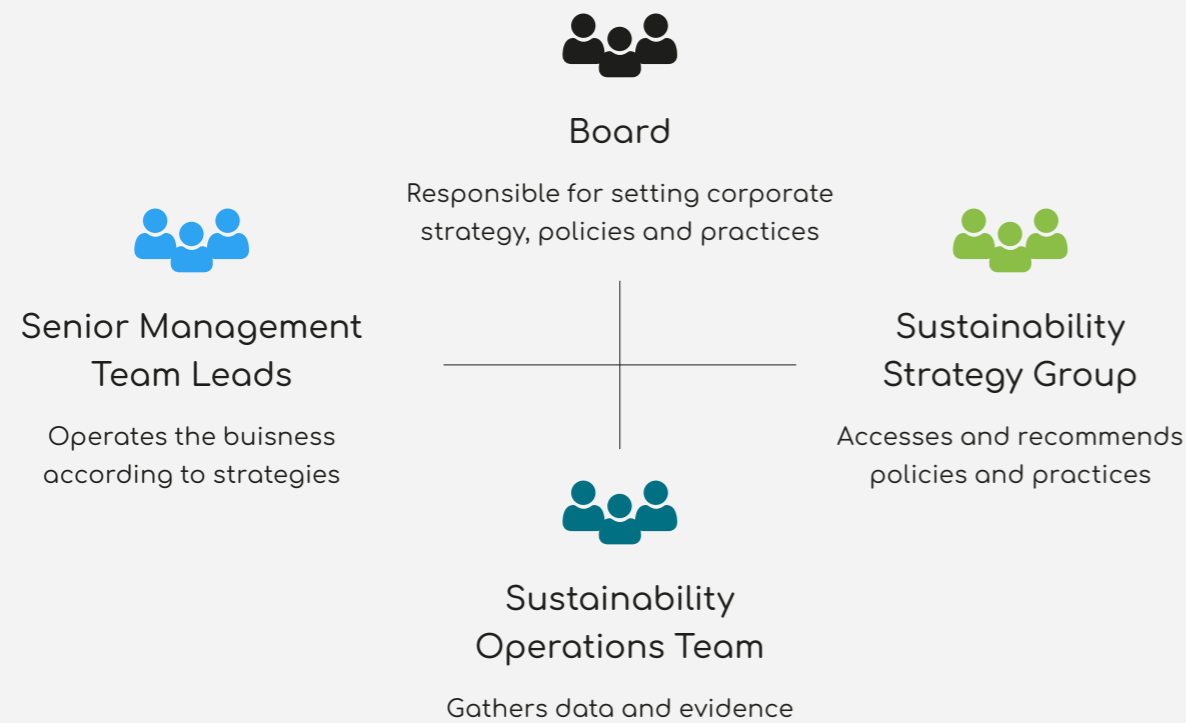 Board
Responsible for setting corporate
strategy, policies and practices
Senior Management
Team Leads
Operates the buisness
according to strategies
Sustainability
Strategy Group
Accesses and recommends
policies and practices
Sustainability
Operations Team
Gathers data and evidence